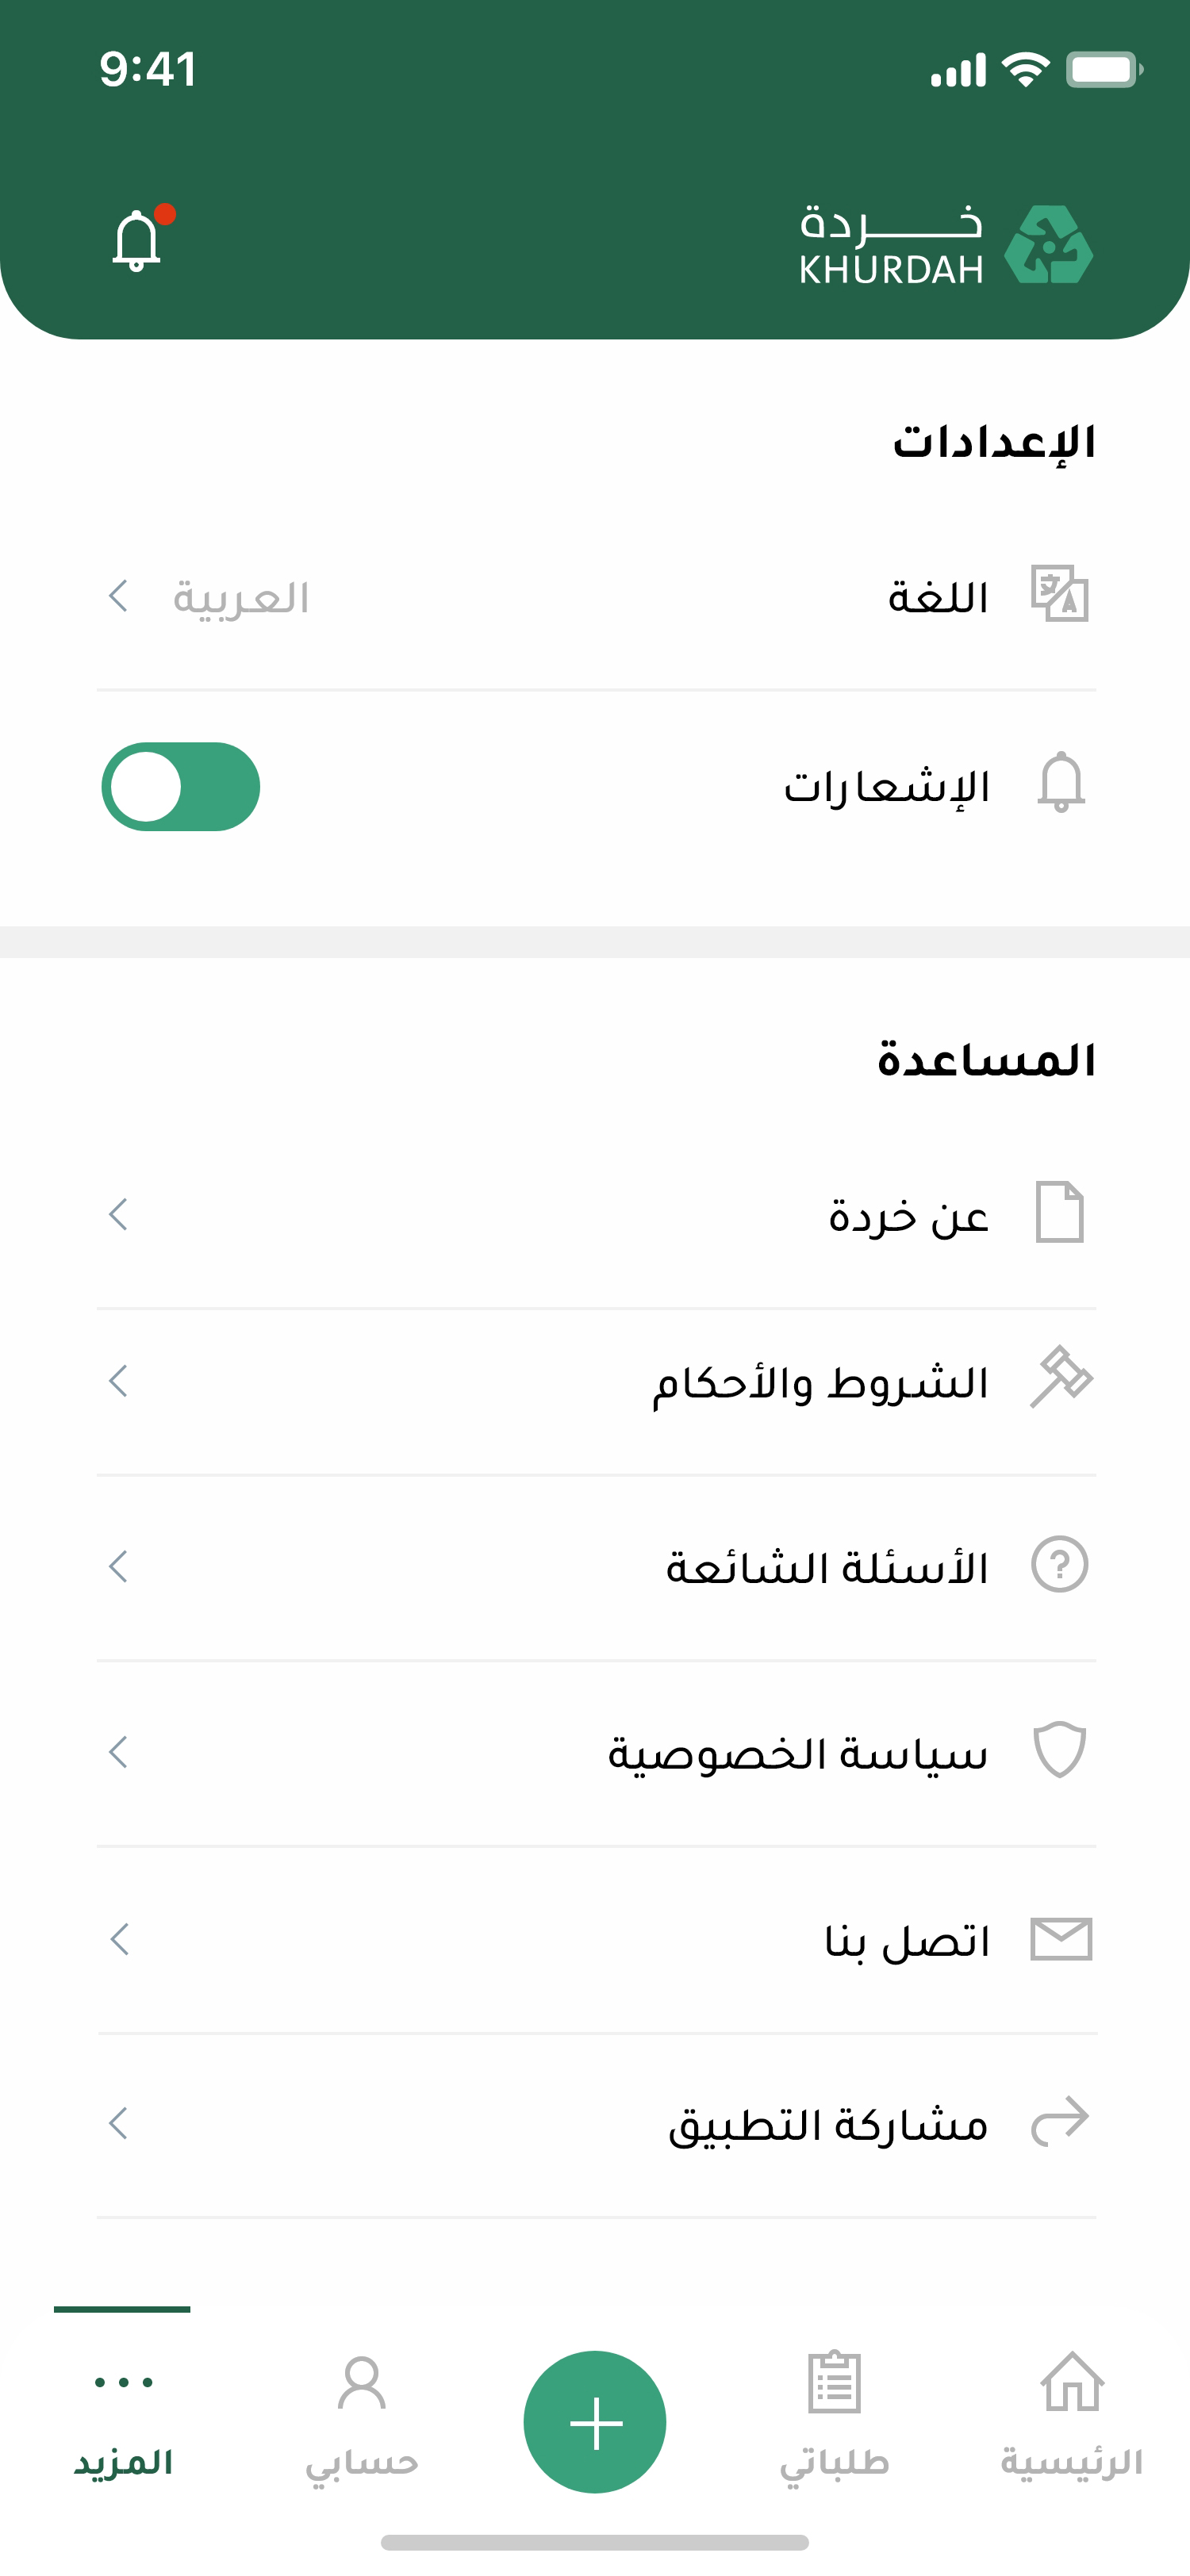 9:41
خــردة
KHURDAH
الإعدادات
اللغة العربية
الإشعارات
المساعدة
عن خردة
الشروط والأحكام
الأسئلة الشائعة
سياسة الخصوصية
اتصل بنا
مشاركة التطبيق
الرئيسية طلباتي حسابي المزيد